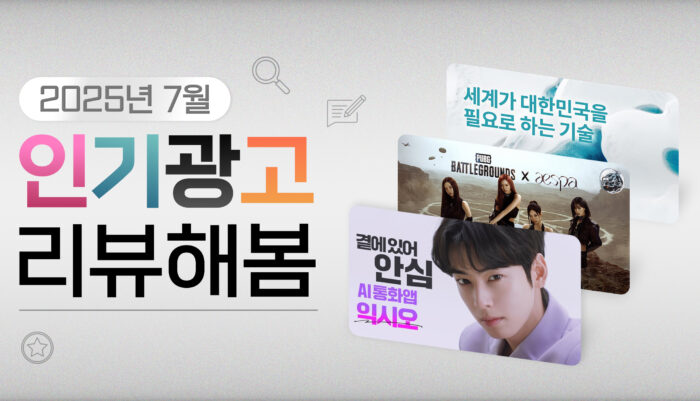 2025년 7월
인기광고
리뷰해봄
세계가 대한민국을
필요로 하는 기술
PUBG
BATTLEGROUNDS X aespa
곁에 있어
안심
AI 통화앱
익시오